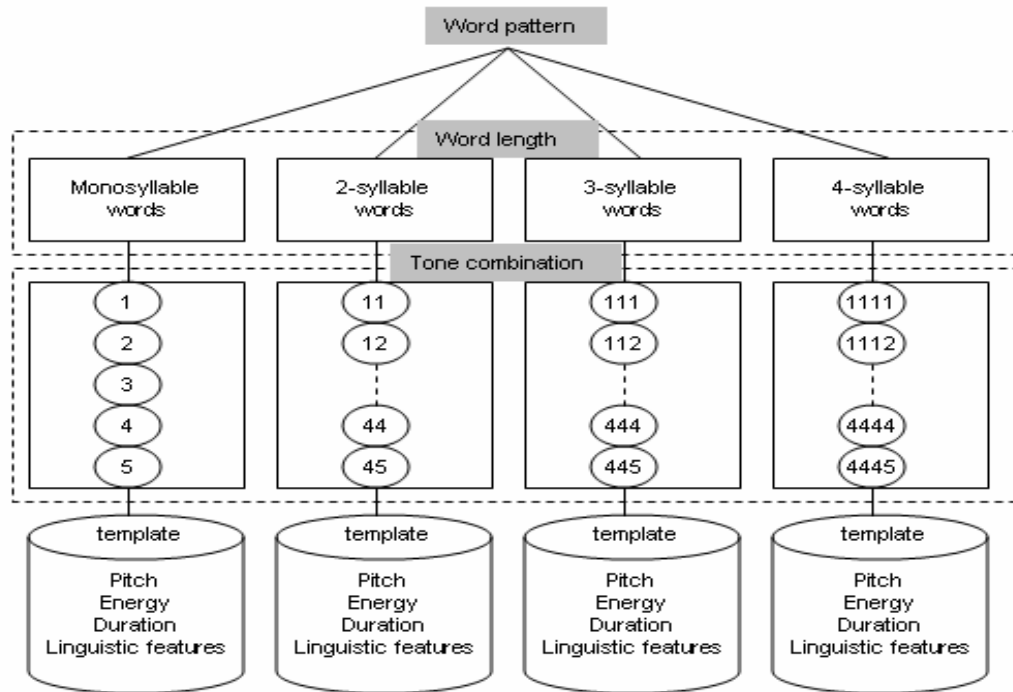 Word pattern
Word length
Monosyllable
words
2-syllable
words
3-syllable
words
4-syllable
words
Tone combination
1
2
3
4
5
11
12
44
45
111
112
444
445
1111
1112
4444
4445
template
Pitch
Energy
Duration
Linguistic features
template
Pitch
Energy
Duration
Linguistic features
template
Pitch
Energy
Duration
Linguistic features
template
Pitch
Energy
Duration
Linguistic features